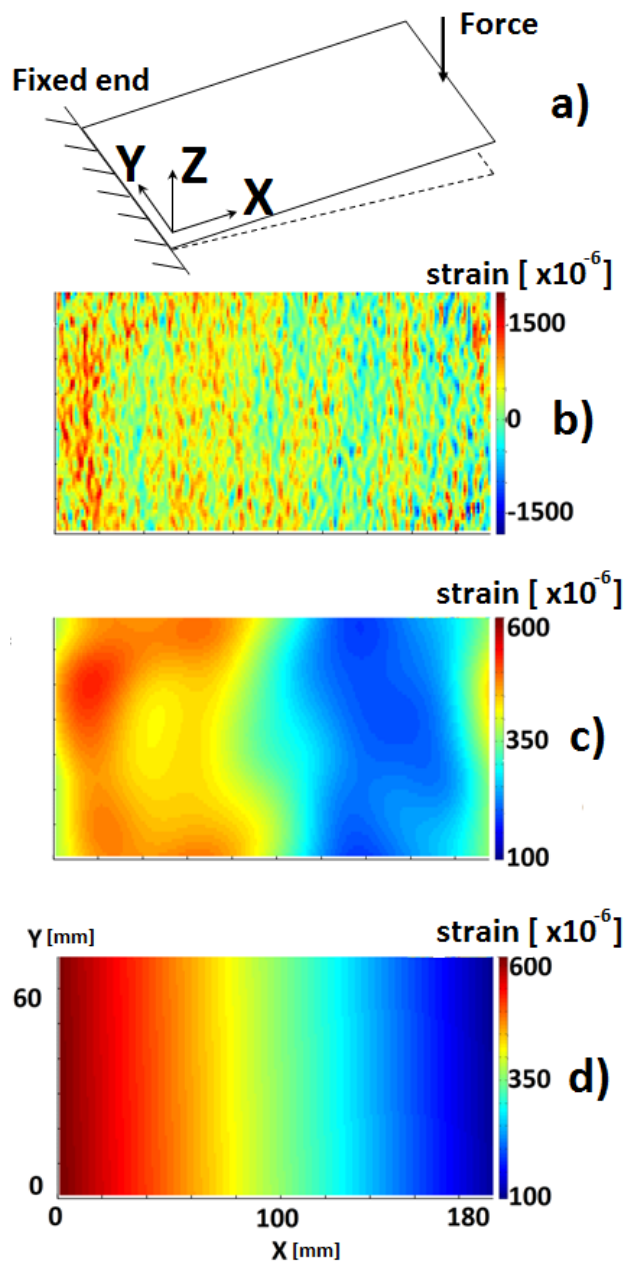 Force
Fixed end
a)
Y
Z
X
strain [ x10-6]
1500
0
b)
-1500
strain [ x10-6]
600
350
c)
100
Y [mm]
strain [ x10-6]
60
600
350
d)
0
100
0
100
180
X [mm]